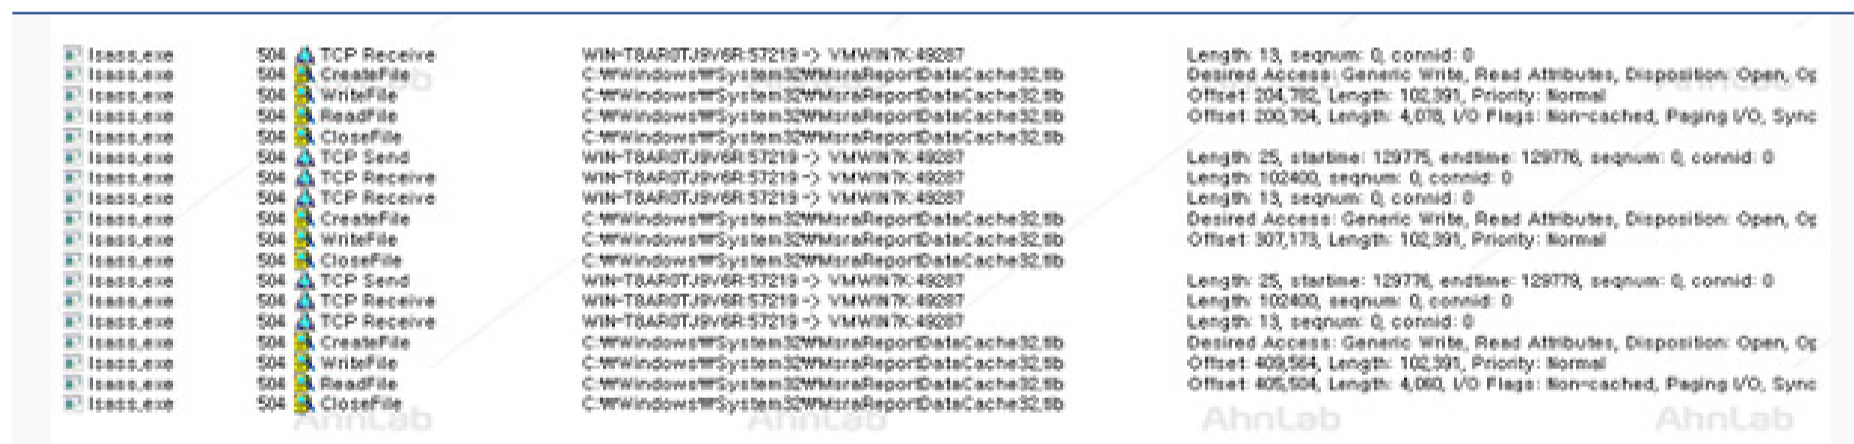 lsass.exe 504 TCP Receive WIN-T8AR0TJ9V6R:57219 -> VMWIN7K:49287 Length: 13, seqnum: 0, connid: 0
lsass.exe 504 CreateFile C:₩Windows₩System32₩MsraReportDataCache32.tlb Desired Access: Generic Write, Read Attributes, Disposition: Open, Op
lsass.exe 504 WriteFile C:₩Windows₩System32₩MsraReportDataCache32.tlb Offset: 204,782, Length: 102,391, Priority: Normal
lsass.exe 504 ReadFile C:₩Windows₩System32₩MsraReportDataCache32.tlb Offset: 200,704, Length: 4,078, I/O Flags: Non-cached, Paging I/O, Sync
lsass.exe 504 CloseFile C:₩Windows₩System32₩MsraReportDataCache32.tlb
lsass.exe 504 TCP Send WIN-T8AR0TJ9V6R:57219 -> VMWIN7K:49287 Length: 25, startime: 129775, endtime: 129776, seqnum: 0, connid: 0
lsass.exe 504 TCP Receive WIN-T8AR0TJ9V6R:57219 -> VMWIN7K:49287 Length: 102400, seqnum: 0, connid: 0
lsass.exe 504 TCP Receive WIN-T8AR0TJ9V6R:57219 -> VMWIN7K:49287 Length: 13, seqnum: 0, connid: 0
lsass.exe 504 CreateFile C:₩Windows₩System32₩MsraReportDataCache32.tlb Desired Access: Generic Write, Read Attributes, Disposition: Open, Op
lsass.exe 504 WriteFile C:₩Windows₩System32₩MsraReportDataCache32.tlb Offset: 307,173, Length: 102,391, Priority: Normal
lsass.exe 504 CloseFile C:₩Windows₩System32₩MsraReportDataCache32.tlb
lsass.exe 504 TCP Send WIN-T8AR0TJ9V6R:57219 -> VMWIN7K:49287 Length: 25, startime: 129776, endtime: 129779, seqnum: 0, connid: 0
lsass.exe 504 TCP Receive WIN-T8AR0TJ9V6R:57219 -> VMWIN7K:49287 Length: 102400, seqnum: 0, connid: 0
lsass.exe 504 TCP Receive WIN-T8AR0TJ9V6R:57219 -> VMWIN7K:49287 Length: 13, seqnum: 0, connid: 0
lsass.exe 504 CreateFile C:₩Windows₩System32₩MsraReportDataCache32.tlb Desired Access: Generic Write, Read Attributes, Disposition: Open, Op
lsass.exe 504 WriteFile C:₩Windows₩System32₩MsraReportDataCache32.tlb Offset: 409,564, Length: 102,391, Priority: Normal
lsass.exe 504 ReadFile C:₩Windows₩System32₩MsraReportDataCache32.tlb Offset: 405,504, Length: 4,060, I/O Flags: Non-cached, Paging I/O, Sync
lsass.exe 504 CloseFile C:₩Windows₩System32₩MsraReportDataCache32.tlb
AhnLab AhnLab AhnLab AhnLab